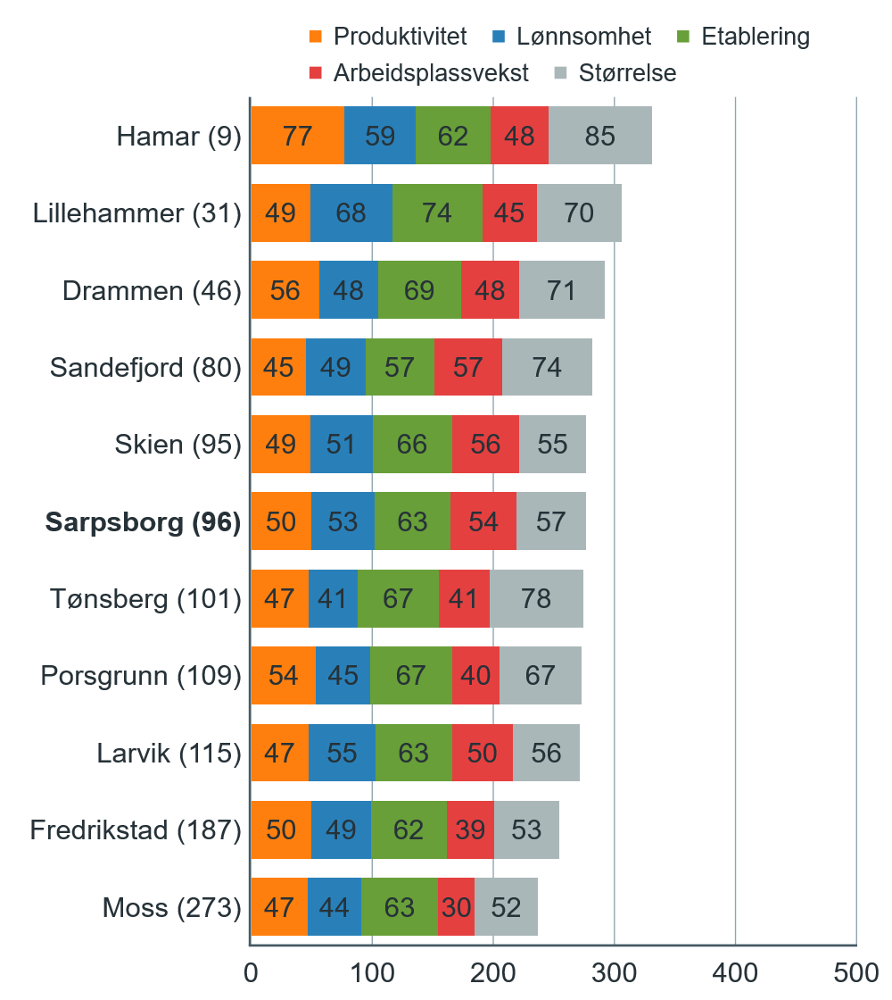 Produktivitet Lønnsomhet Etablering
Arbeidsplassvekst Størrelse
Hamar (9) 77 59 62 48 85
Lillehammer (31) 49 68 74 45 70
Drammen (46) 56 48 69 48 71
Sandefjord (80) 45 49 57 57 74
Skien (95) 49 51 66 56 55
Sarpsborg (96) 50 53 63 54 57
Tønsberg (101) 47 41 67 41 78
Porsgrunn (109) 54 45 67 40 67
Larvik (115) 47 55 63 50 56
Fredrikstad (187) 50 49 62 39 53
Moss (273) 47 44 63 30 52
0 100 200 300 400 500